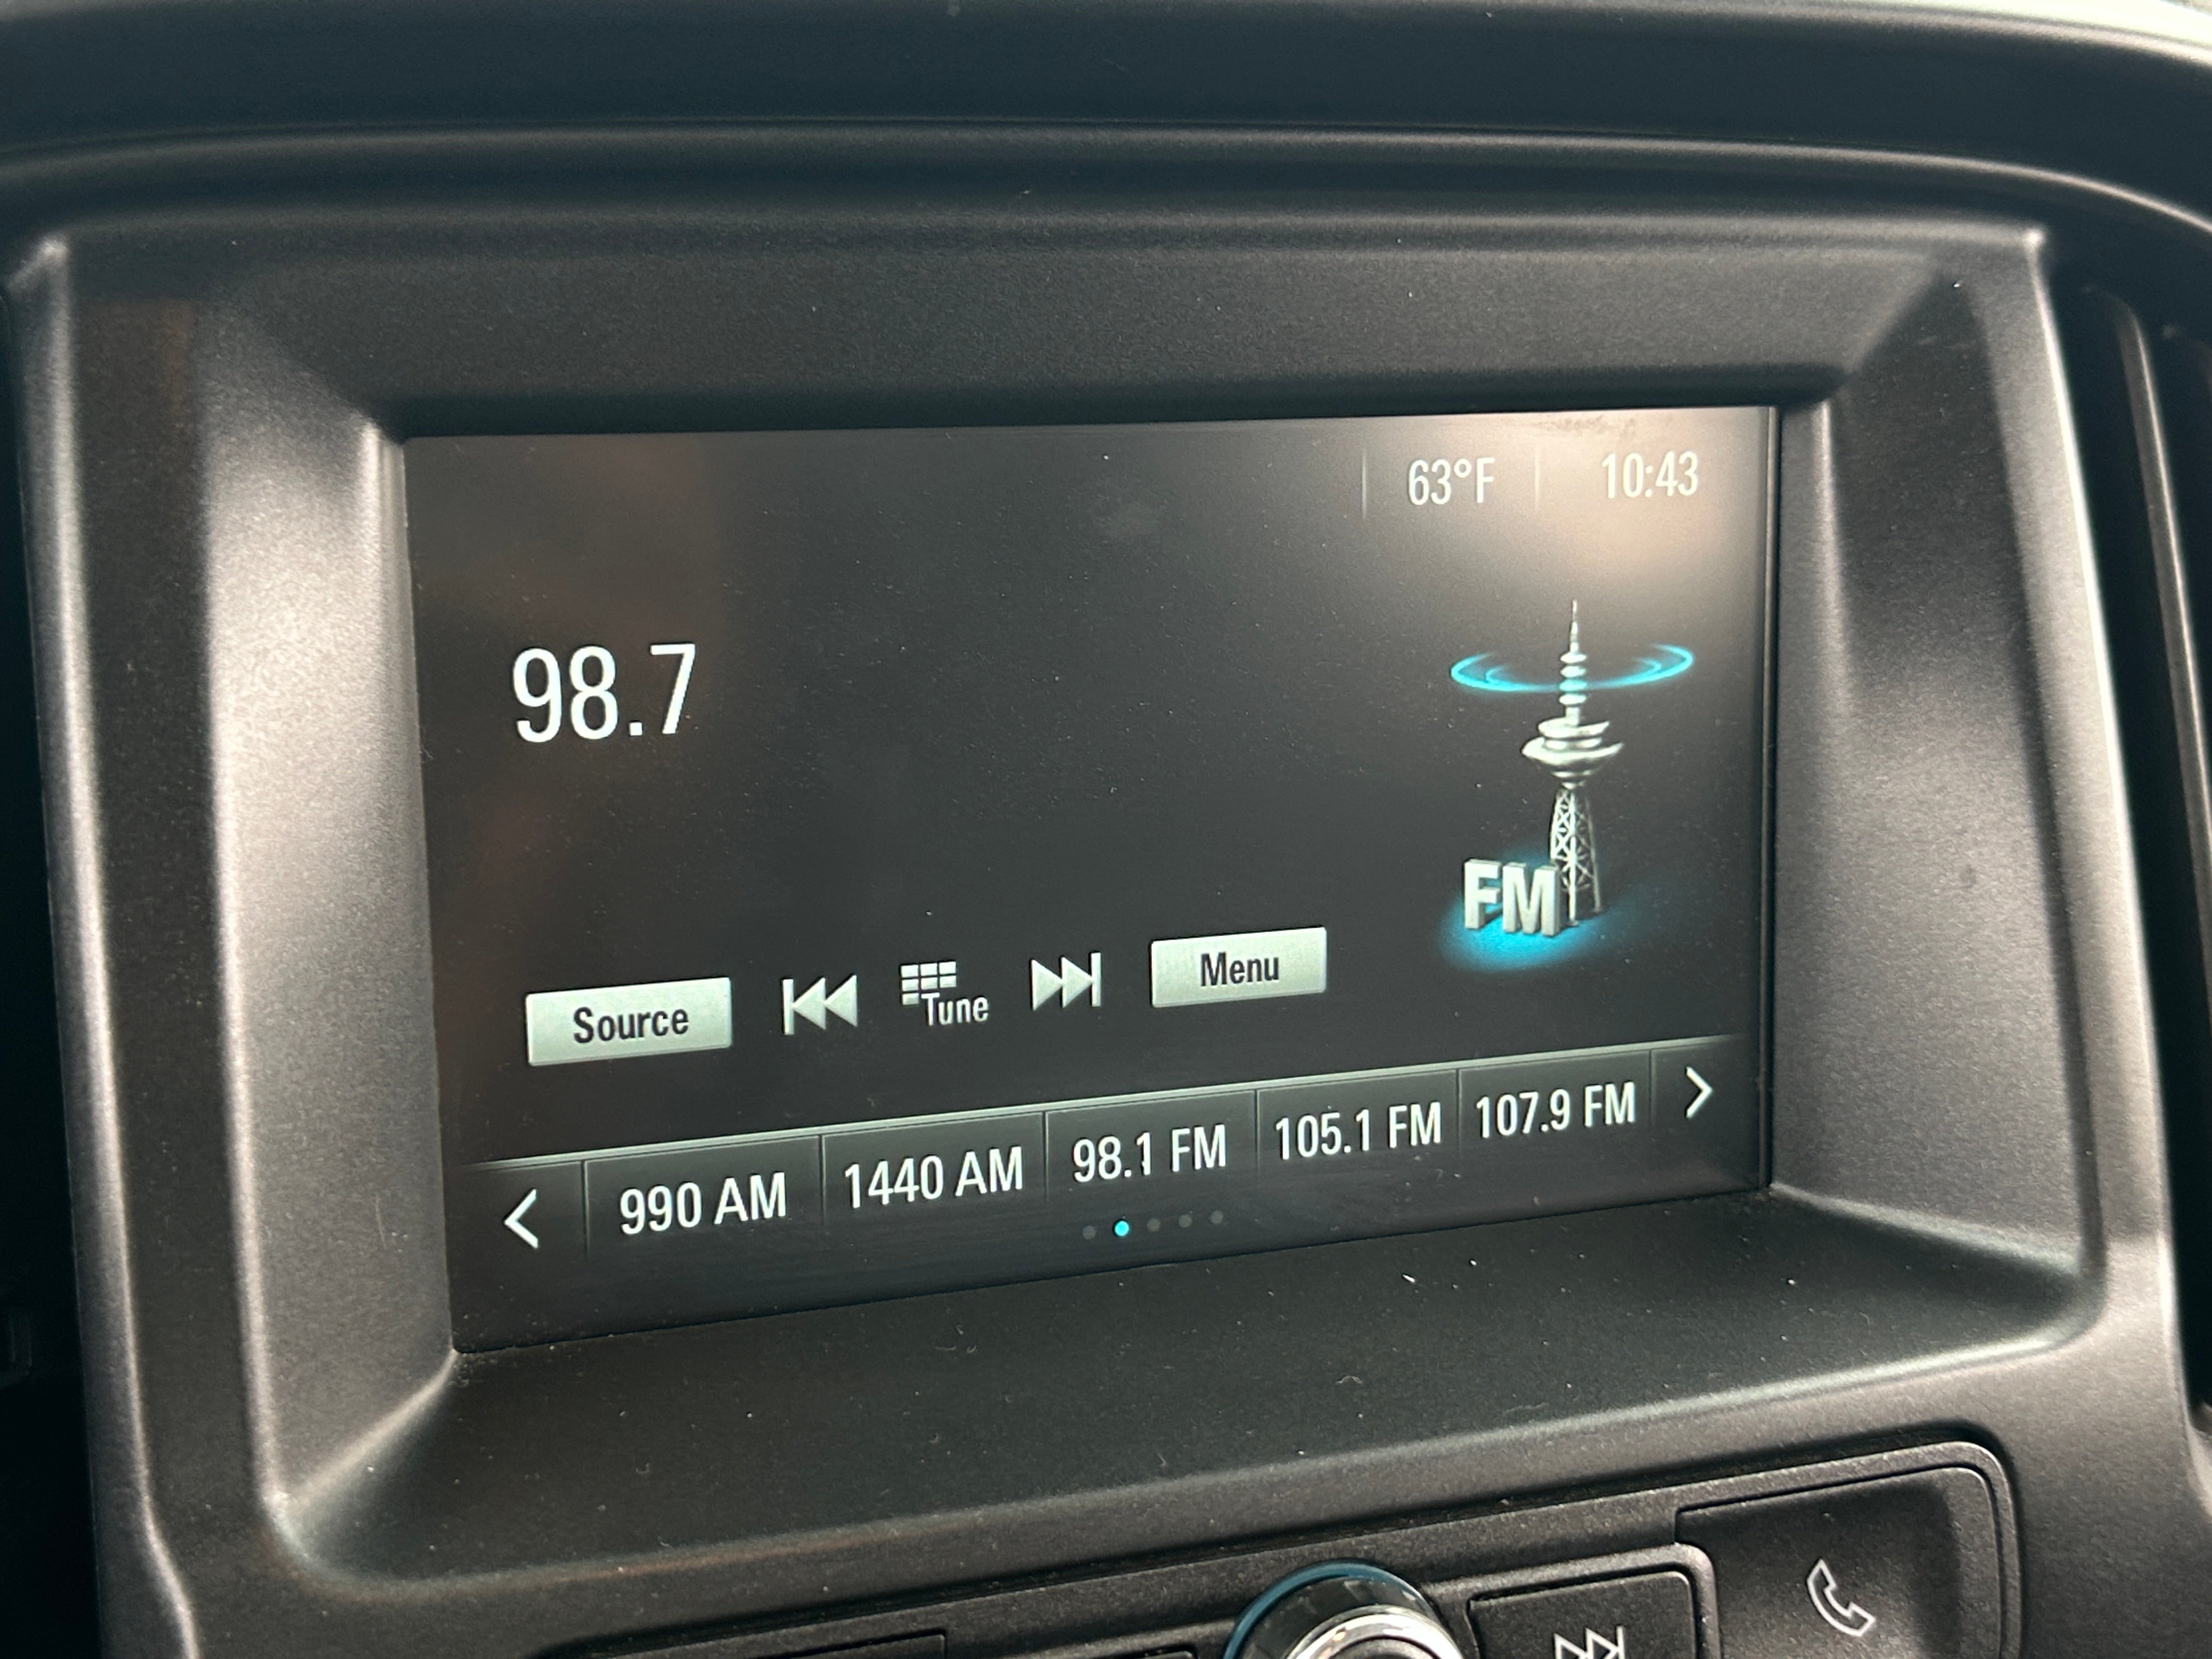 63°F 10:43
98.7
FM
Source Tune Menu
990 AM 1440 AM 98.1 FM 105.1 FM 107.9 FM